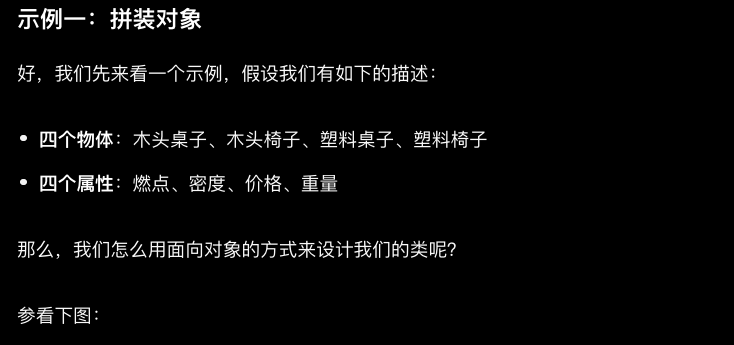 示例一：拼装对象
好，我们先来看一个示例，假设我们有如下的描述：
• 四个物体：木头桌子、木头椅子、塑料桌子、塑料椅子
• 四个属性：燃点、密度、价格、重量
那么，我们怎么用面向对象的方式来设计我们的类呢？
参看下图：